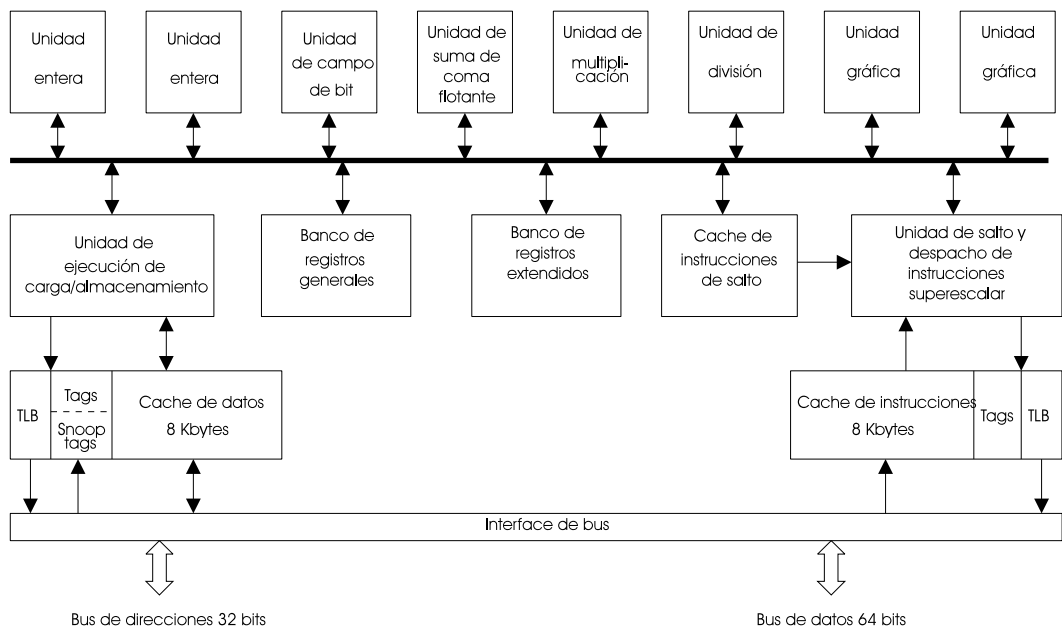 Unidad
entera
Unidad
entera
Unidad
de campo
de bit
Unidad de
suma de
coma
flotante
Unidad de
multipli-
cación
Unidad de
división
Unidad
gráfica
Unidad
gráfica
Unidad de
ejecución de
carga/almacenamiento
Banco de
registros
generales
Banco de
registros
extendidos
Cache de
instrucciones
de salto
Unidad de salto y
despacho de
instrucciones
superescalar
TLB
Tags
Snoop
tags
Cache de datos
8 Kbytes
Cache de instrucciones
8 Kbytes
Tags
TLB
Interface de bus
Bus de direcciones 32 bits
Bus de datos 64 bits